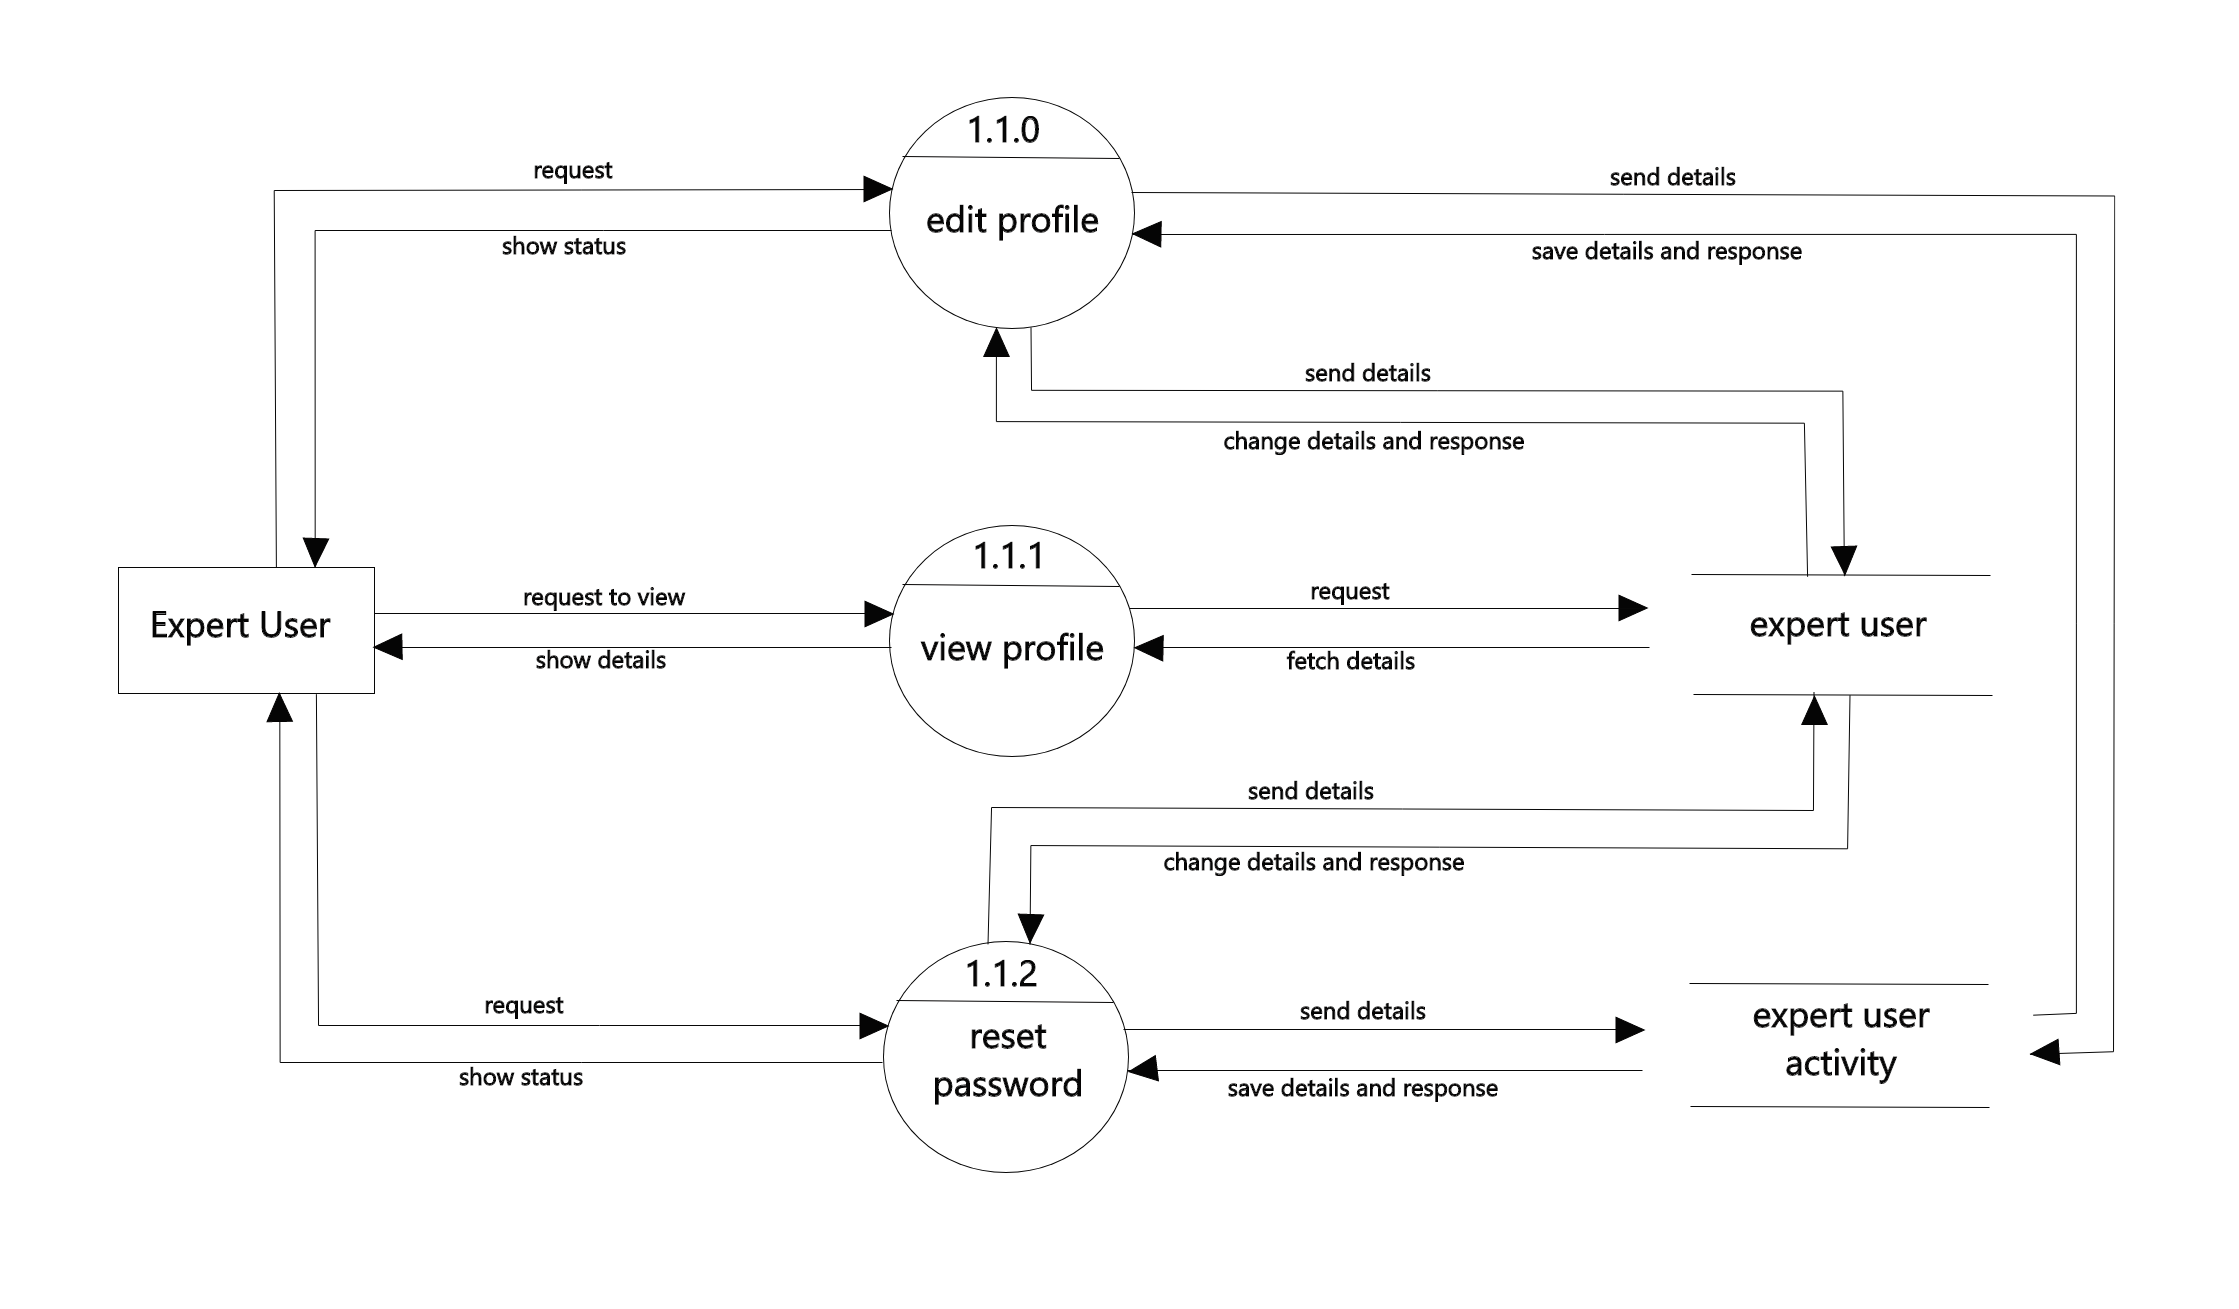 1.1.0
edit profile
request
show status
send details
save details and response
send details
change details and response
Expert User
request to view
show details
1.1.1
view profile
request
fetch details
expert user
send details
change details and response
request
show status
1.1.2
reset
password
send details
save details and response
expert user
activity